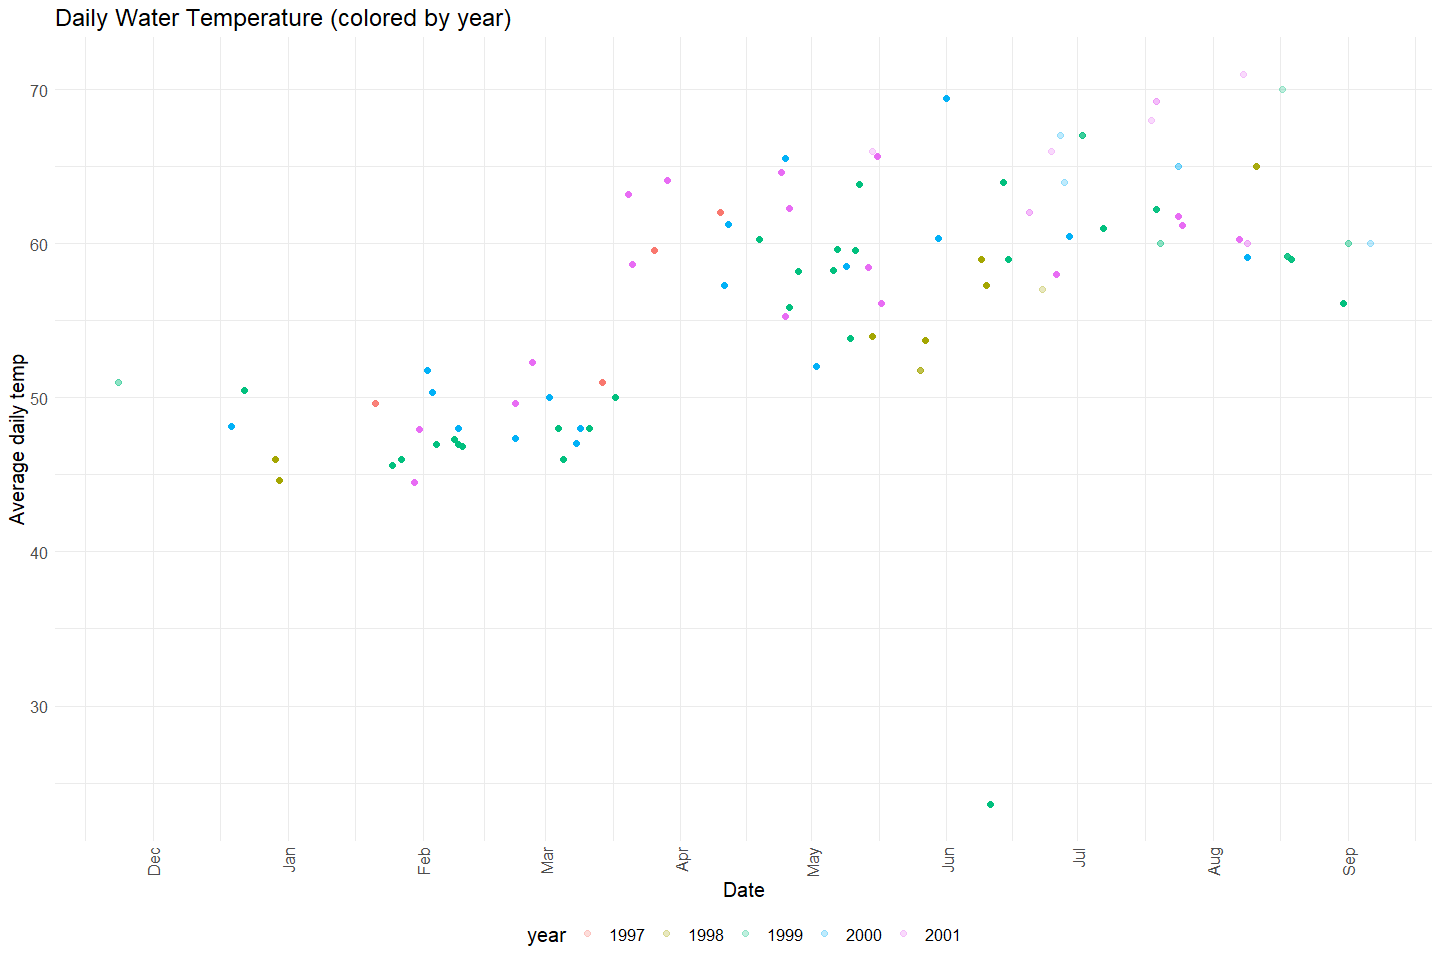 Daily Water Temperature (colored by year)
70
60
50
40
30
Average daily temp
Dec Jan Feb Mar Apr May Jun Jul Aug Sep
Date
year 1997 1998 1999 2000 2001